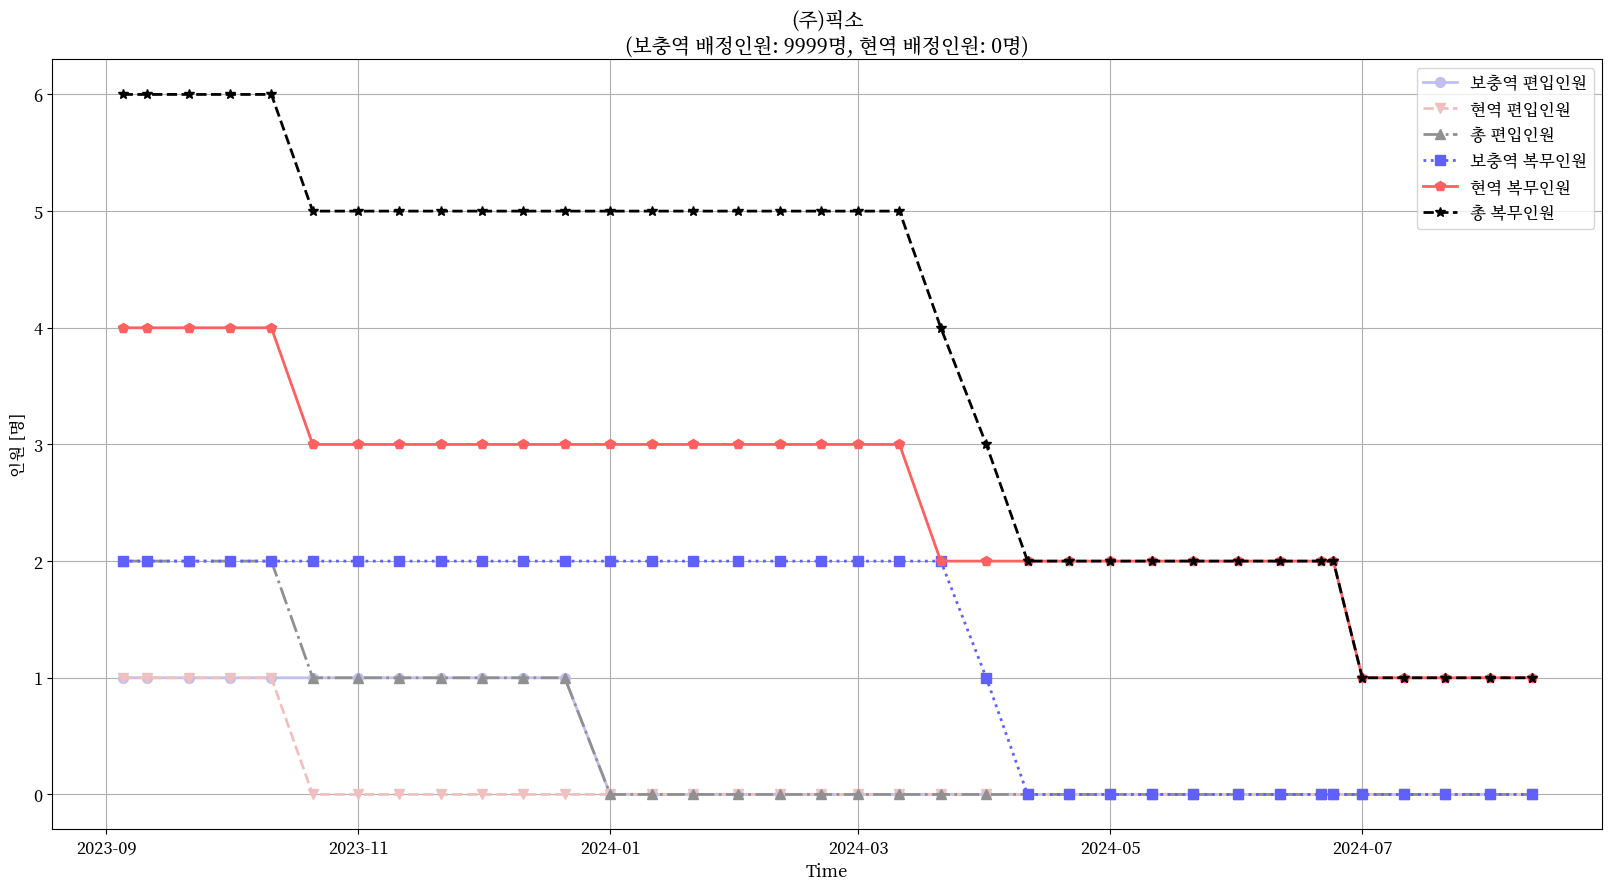 (주)픽소
(보충역 배정인원: 9999명, 현역 배정인원: 0명)
보충역 편입인원
현역 편입인원
총 편입인원
보충역 복무인원
현역 복무인원
총 복무인원
인원 [명]
6
5
4
3
2
1
0
2023-09
2023-11
2024-01
2024-03
2024-05
2024-07
Time